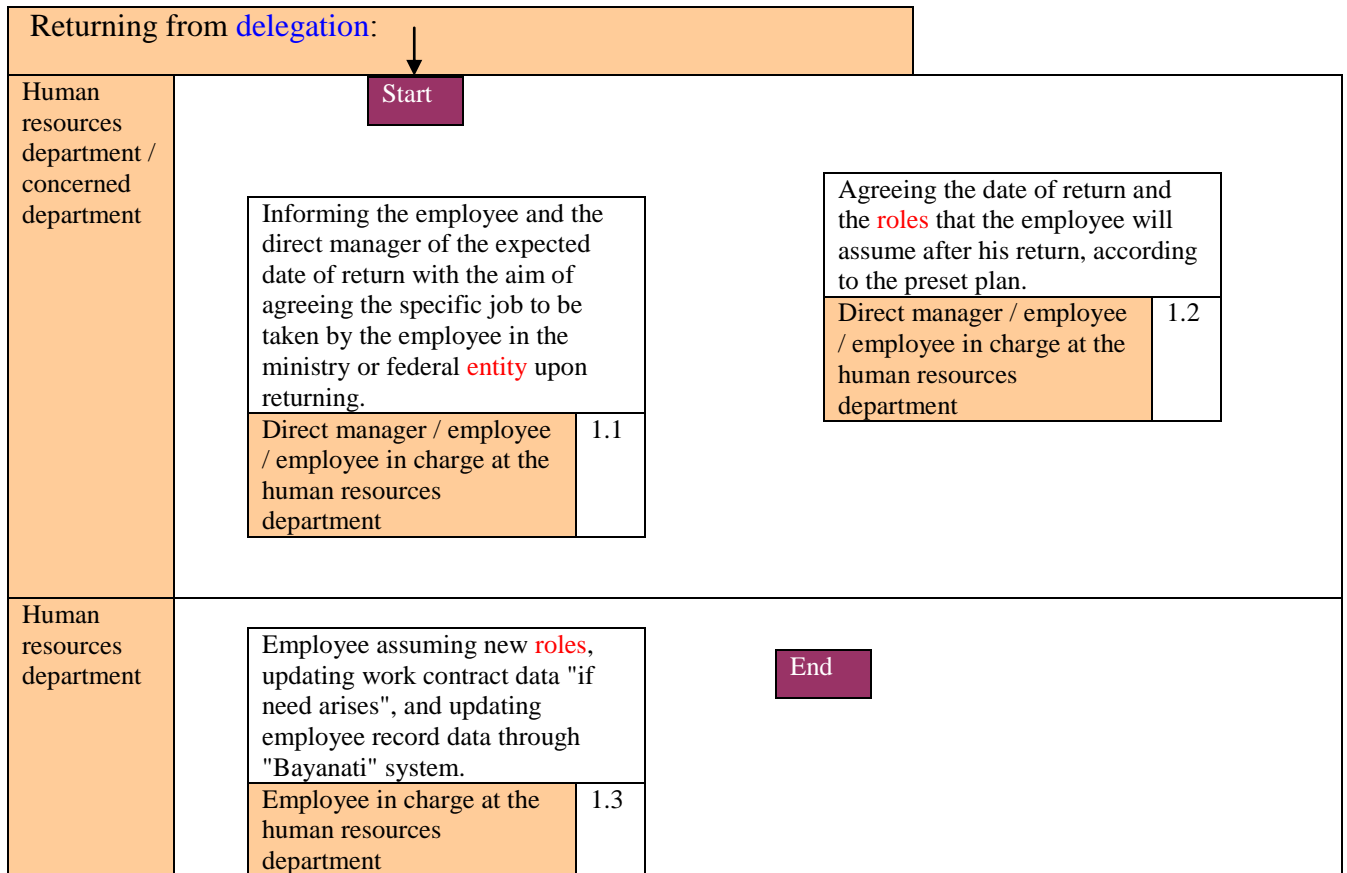 Returning from delegation:
Human
resources
department /
concerned
department
Start
Informing the employee and the
direct manager of the expected
date of return with the aim of
agreeing the specific job to be
taken by the employee in the
ministry or federal entity upon
returning.
Direct manager / employee
/ employee in charge at the
human resources
department
1.1
Agreeing the date of return and
the roles that the employee will
assume after his return, according
to the preset plan.
Direct manager / employee
/ employee in charge at the
human resources
department
1.2
Human
resources
department
Employee assuming new roles,
updating work contract data "if
need arises", and updating
employee record data through
"Bayanati" system.
Employee in charge at the
human resources
department
1.3
End